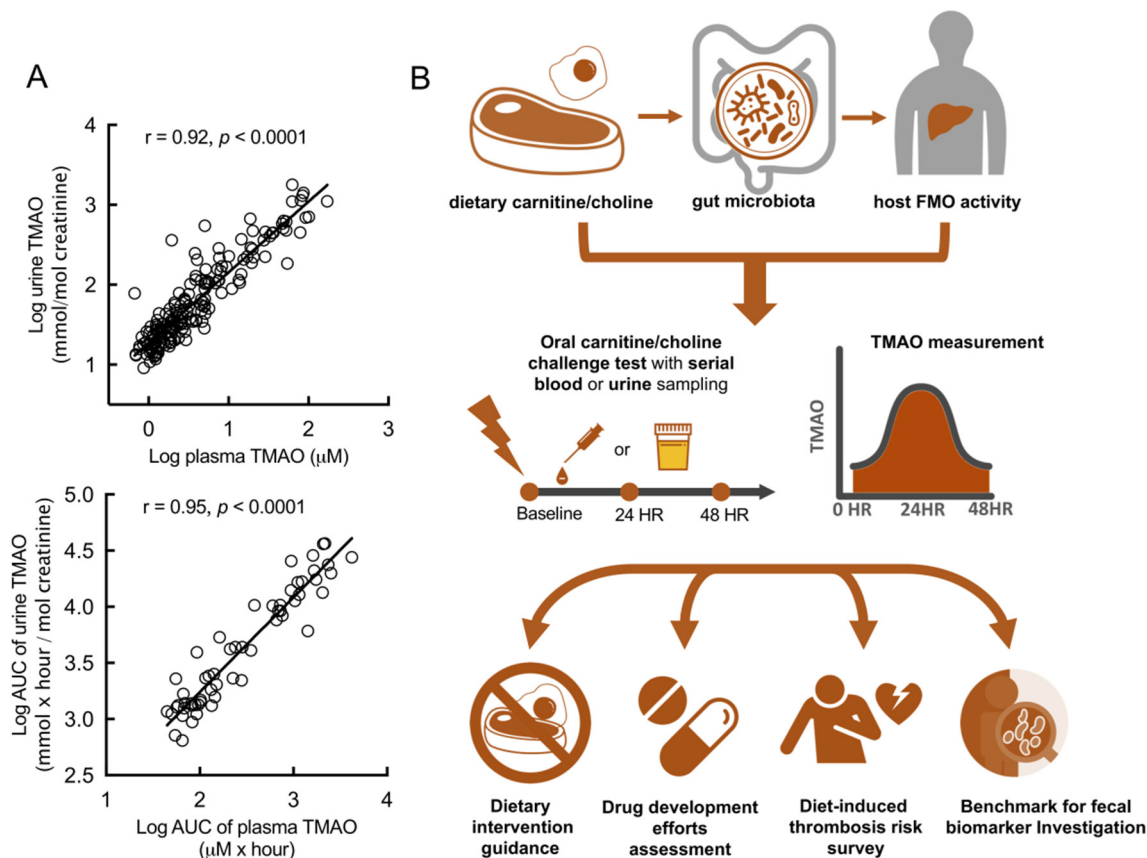 A
r = 0.92, p < 0.0001
Log urine TMAO
(mmol/mol creatinine)
4
3
2
1
0
1
2
3
Log plasma TMAO (μM)
r = 0.95, p < 0.0001
Log AUC of urine TMAO
(mmol x hour / mol creatinine)
5.0
4.5
4.0
3.5
3.0
2.5
1
2
3
4
Log AUC of plasma TMAO
(μM x hour)
B
dietary carnitine/choline
gut microbiota
host FMO activity
Oral carnitine/choline
challenge test with serial
blood or urine sampling
or
Baseline
24 HR
48 HR
TMAO measurement
TMAO
0 HR
24HR
48HR
Dietary
intervention
guidance
Drug development
efforts
assessment
Diet-induced
thrombosis risk
survey
Benchmark for fecal
biomarker Investigation